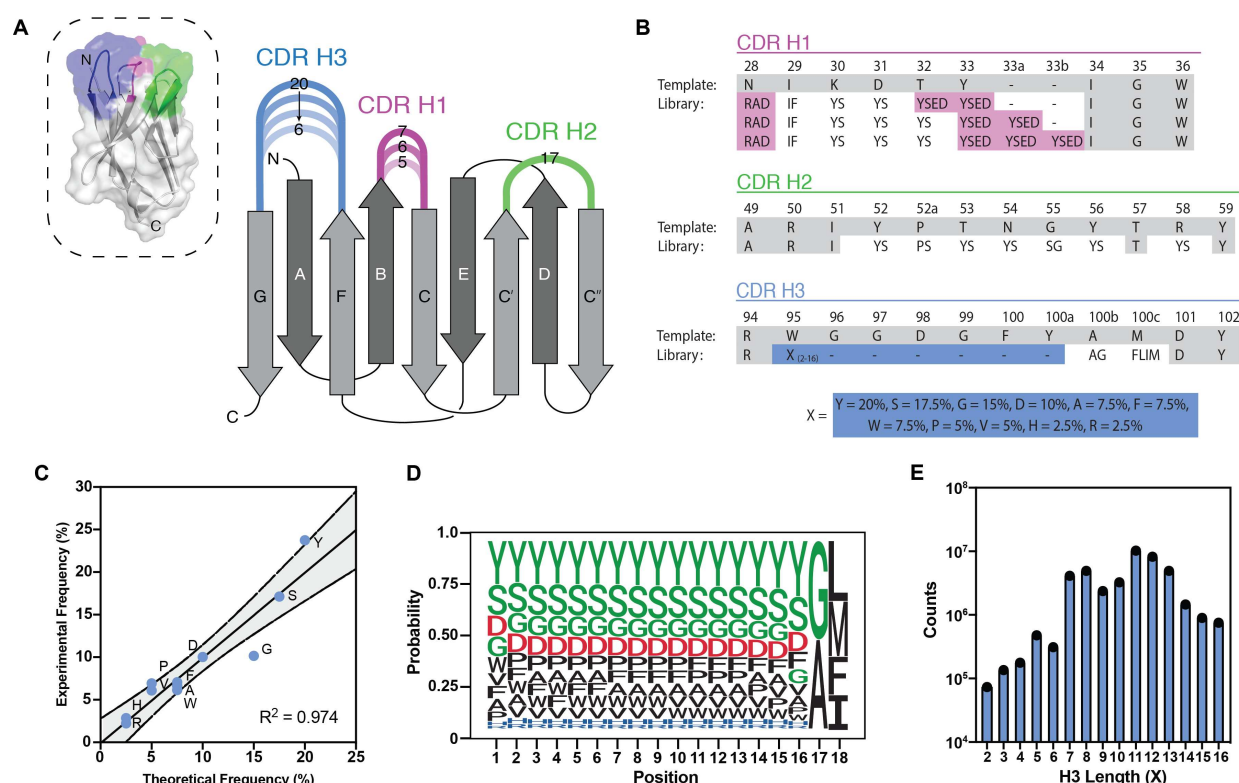 A
N
C
CDR H3
20
6
CDR H1
7
6
5
CDR H2
17
N
G
A
F
B
C
E
C′
D
C″
C
B
CDR H1
28 29 30 31 32 33 33a 33b 34 35 36
Template: N I K D T Y I G W
Library: RAD IF YS YS YSED YSED - - I G W
RAD IF YS YS YSED YSED - I G W
RAD IF YS YS YSED YSED YSED I G W
CDR H2
49 50 51 52 52a 53 54 55 56 57 58 59
Template: A R I Y P T N G Y T R Y
Library: A R I YS PS YS YS SG YS T YS Y
CDR H3
94 95 96 97 98 99 100 100a 100b 100c 101 102
Template: R W G G D G F Y A M D Y
Library: R X (2-16) - - - - - - AG FLIM D Y
X =
Y = 20%, S = 17.5%, G = 15%, D = 10%, A = 7.5%, F = 7.5%,
W = 7.5%, P = 5%, V = 5%, H = 2.5%, R = 2.5%
C
Experimental Frequency (%)
30
20
10
5
0
0 5 10 15 20 25
Theoretical Frequency (%)
Y
S
G
D
P
V
F
A
W
H
R
R² = 0.974
D
Probability
1.0
0.75
0.50
0.25
0
1 2 3 4 5 6 7 8 9 10 11 12 13 14 15 16 17 18
Position
E
Counts
10⁸
10⁷
10⁶
10⁵
10⁴
2 3 4 5 6 7 8 9 10 11 12 13 14 15 16
H3 Length (X)